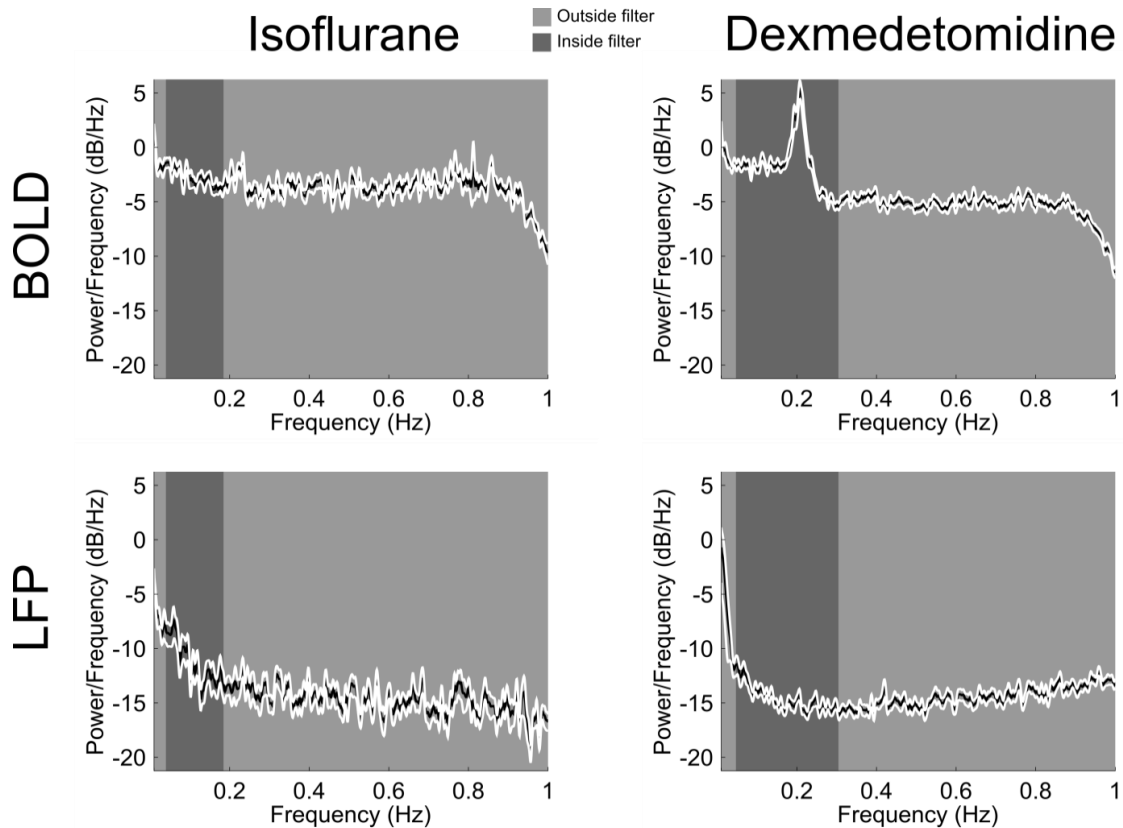 Isoflurane
Outside filter
Inside filter
Dexmedetomidine
BOLD
Power/Frequency (dB/Hz)
5
0
-5
-10
-15
-20
0.2 0.4 0.6 0.8 1
Frequency (Hz)
Power/Frequency (dB/Hz)
5
0
-5
-10
-15
-20
0.2 0.4 0.6 0.8 1
Frequency (Hz)
LFP
Power/Frequency (dB/Hz)
5
0
-5
-10
-15
-20
0.2 0.4 0.6 0.8 1
Frequency (Hz)
Power/Frequency (dB/Hz)
5
0
-5
-10
-15
-20
0.2 0.4 0.6 0.8 1
Frequency (Hz)